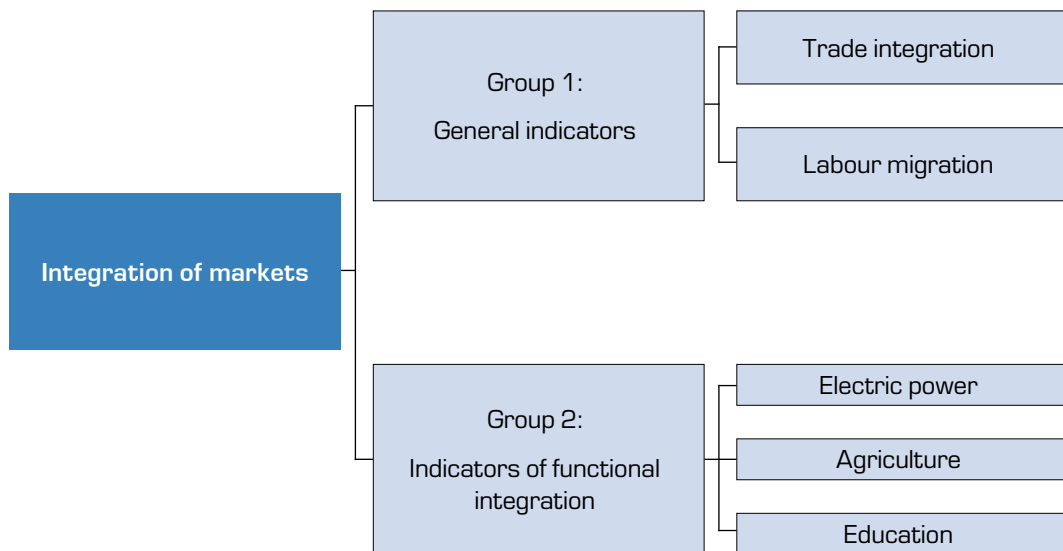 Integration of markets
Group 1:
General indicators
Trade integration
Labour migration
Group 2:
Indicators of functional
integration
Electric power
Agriculture
Education